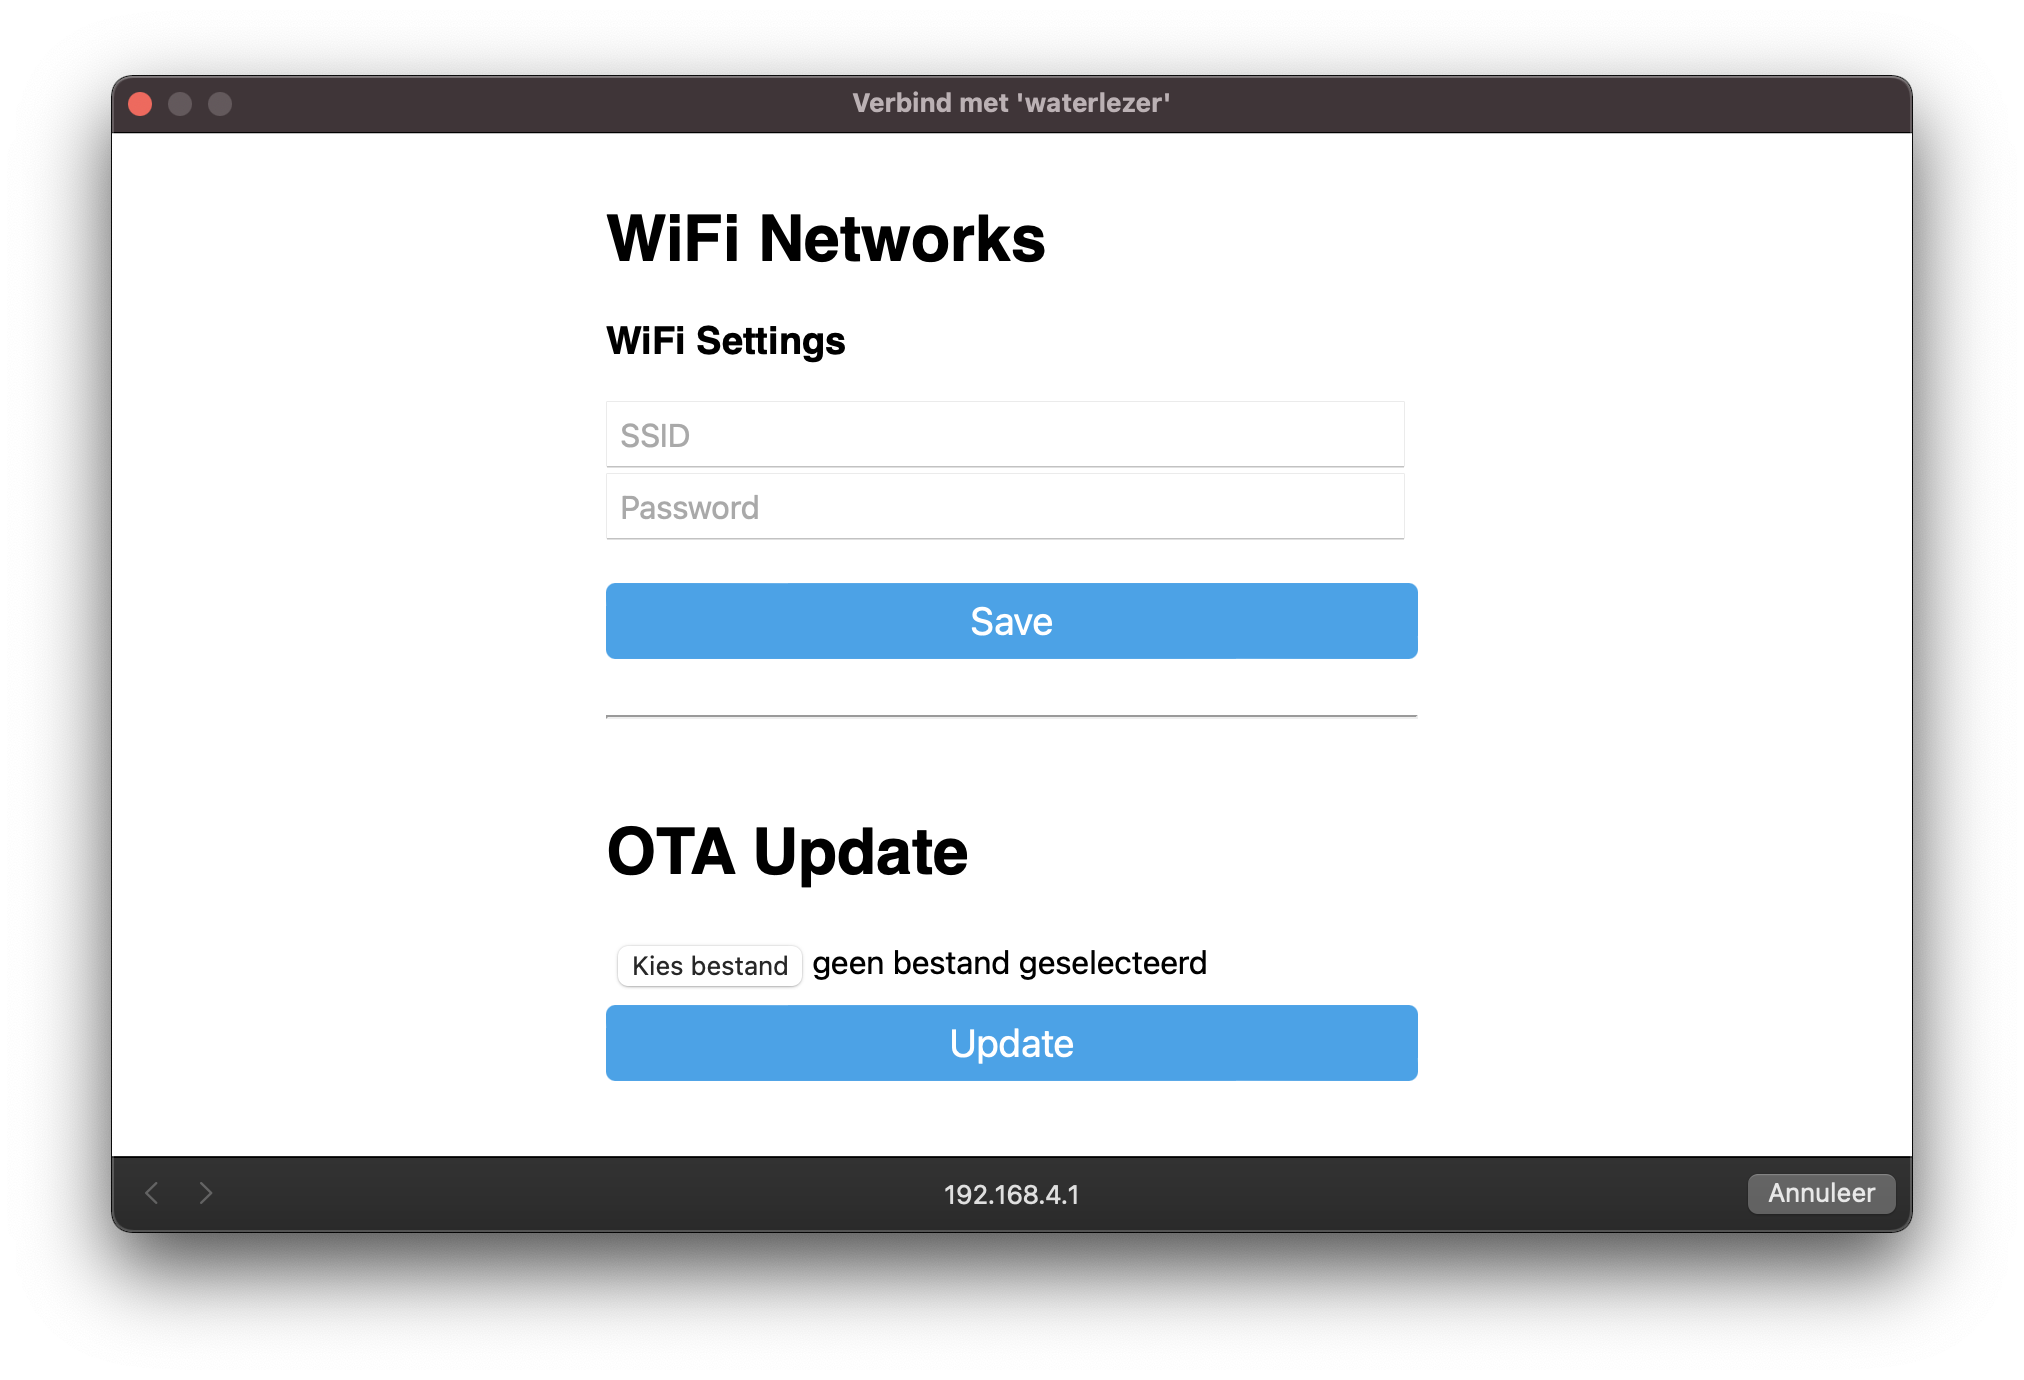 Verbind met 'waterlezer'
WiFi Networks
WiFi Settings
SSID
Password
Save
OTA Update
Kies bestand geen bestand geselecteerd
Update
192.168.4.1
Annuleer